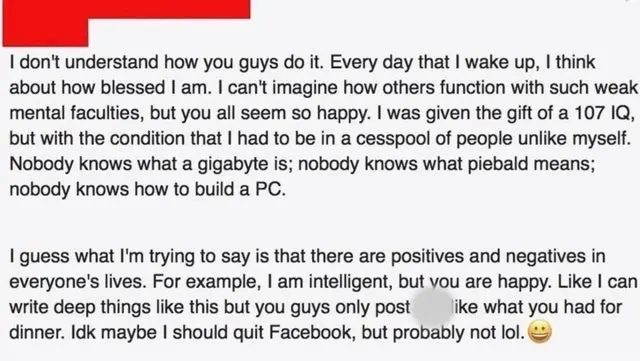 I don't understand how you guys do it. Every day that I wake up, I think
about how blessed I am. I can't imagine how others function with such weak
mental faculties, but you all seem so happy. I was given the gift of a 107 IQ,
but with the condition that I had to be in a cesspool of people unlike myself.
Nobody knows what a gigabyte is; nobody knows what piebald means;
nobody knows how to build a PC.
I guess what I'm trying to say is that there are positives and negatives in
everyone's lives. For example, I am intelligent, but you are happy. Like I can
write deep things like this but you guys only post ike what you had for
dinner. Idk maybe I should quit Facebook, but probably not lol.😀